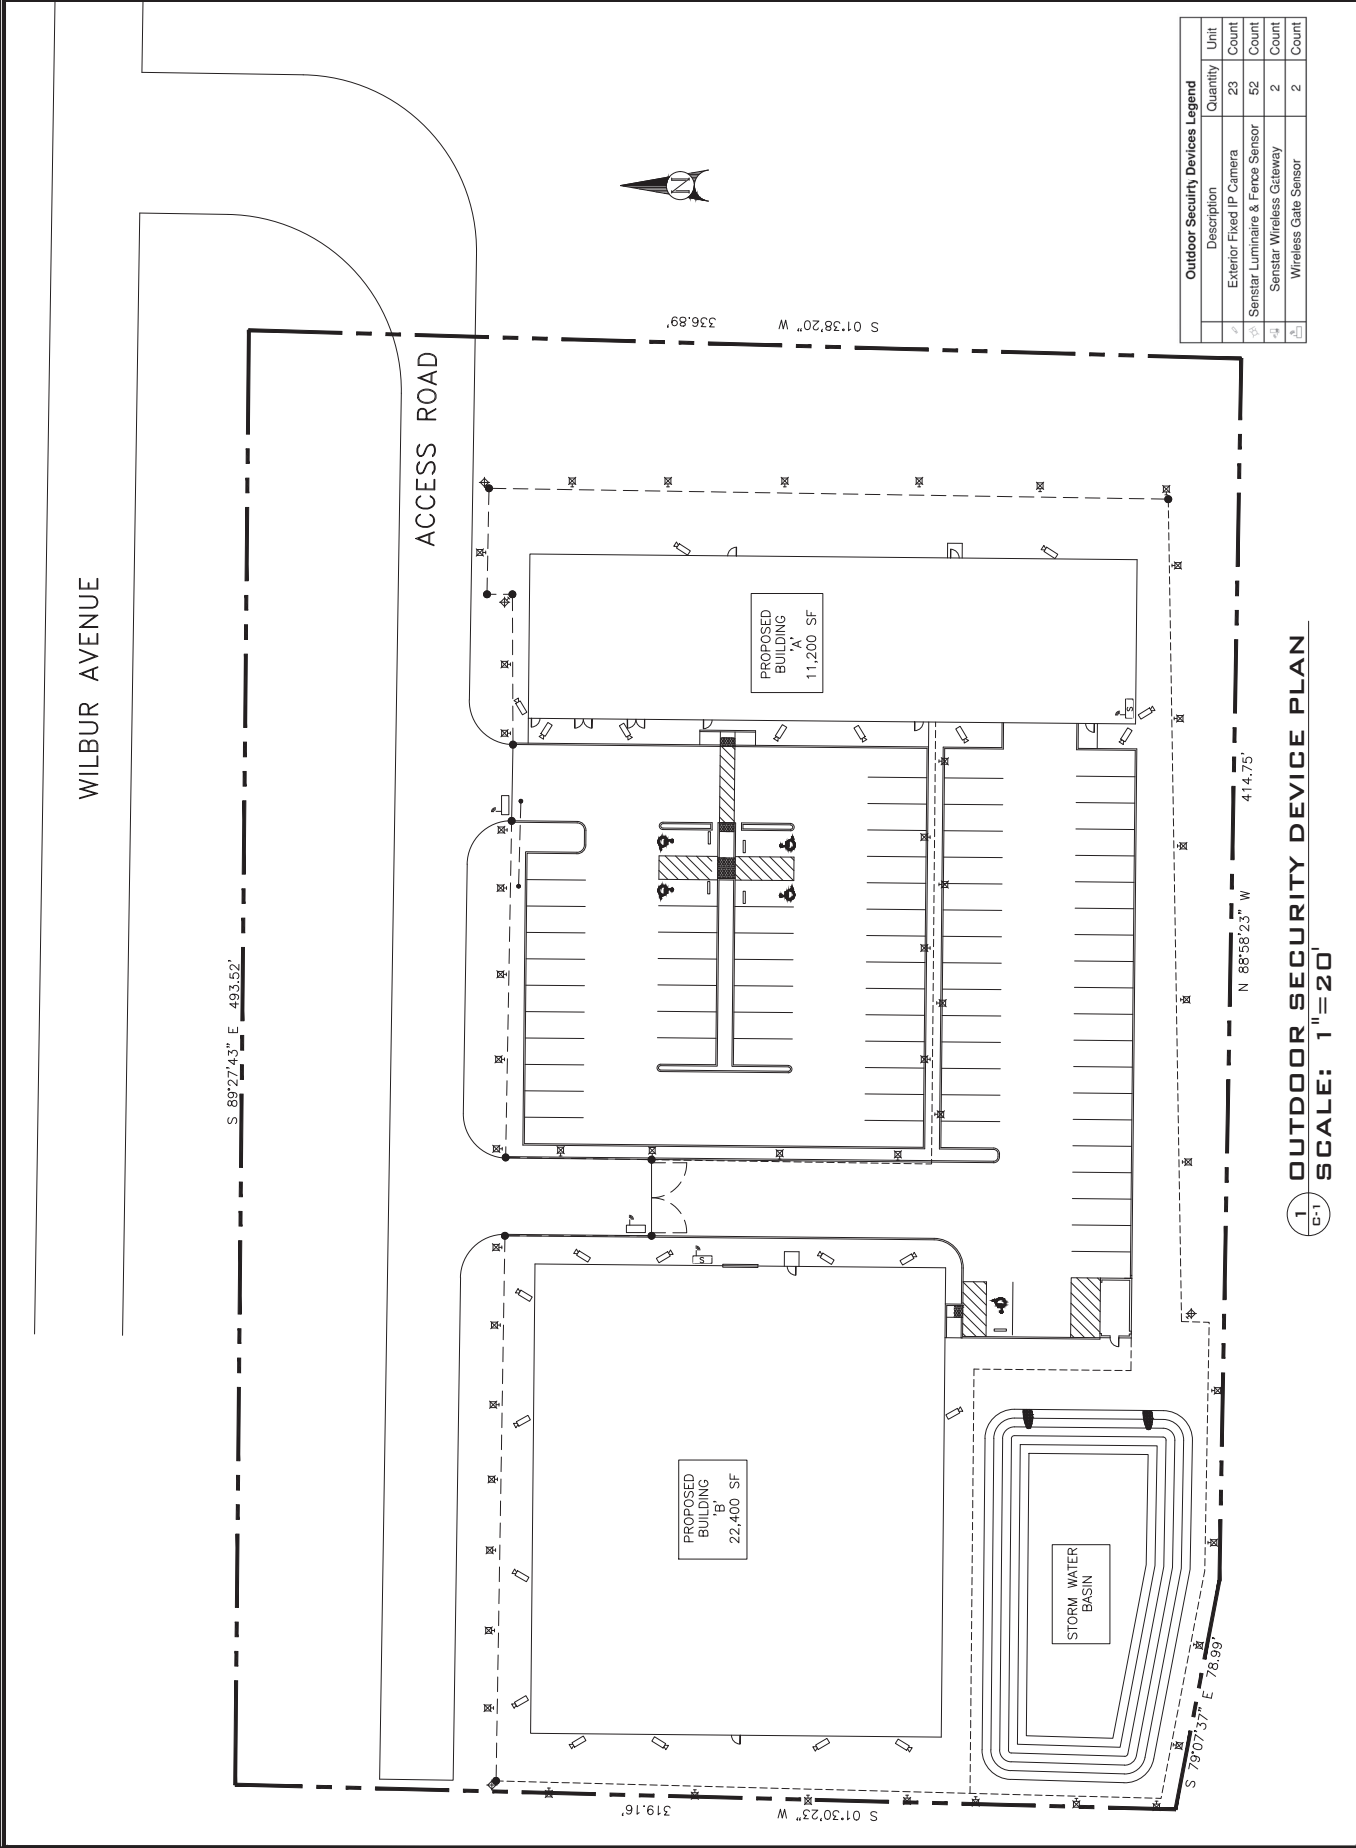 WILBUR AVENUE
ACCESS ROAD
N
S 89°27'43" E 493.52'
S 01°38'20" W 336.89'
N 88°58'23" W 414.75'
S 79°07'37" E 78.99'
S 01°30'23" W 319.16'
PROPOSED
BUILDING
'A'
11,200 SF
PROPOSED
BUILDING
'B'
22,400 SF
STORM WATER
BASIN
S
S
Outdoor Secuirty Devices Legend
Description Quantity Unit
Exterior Fixed IP Camera 23 Count
Senstar Luminaire & Fence Sensor 52 Count
Senstar Wireless Gateway 2 Count
Wireless Gate Sensor 2 Count
1
C-1
OUTDOOR SECURITY DEVICE PLAN
SCALE: 1"=20'